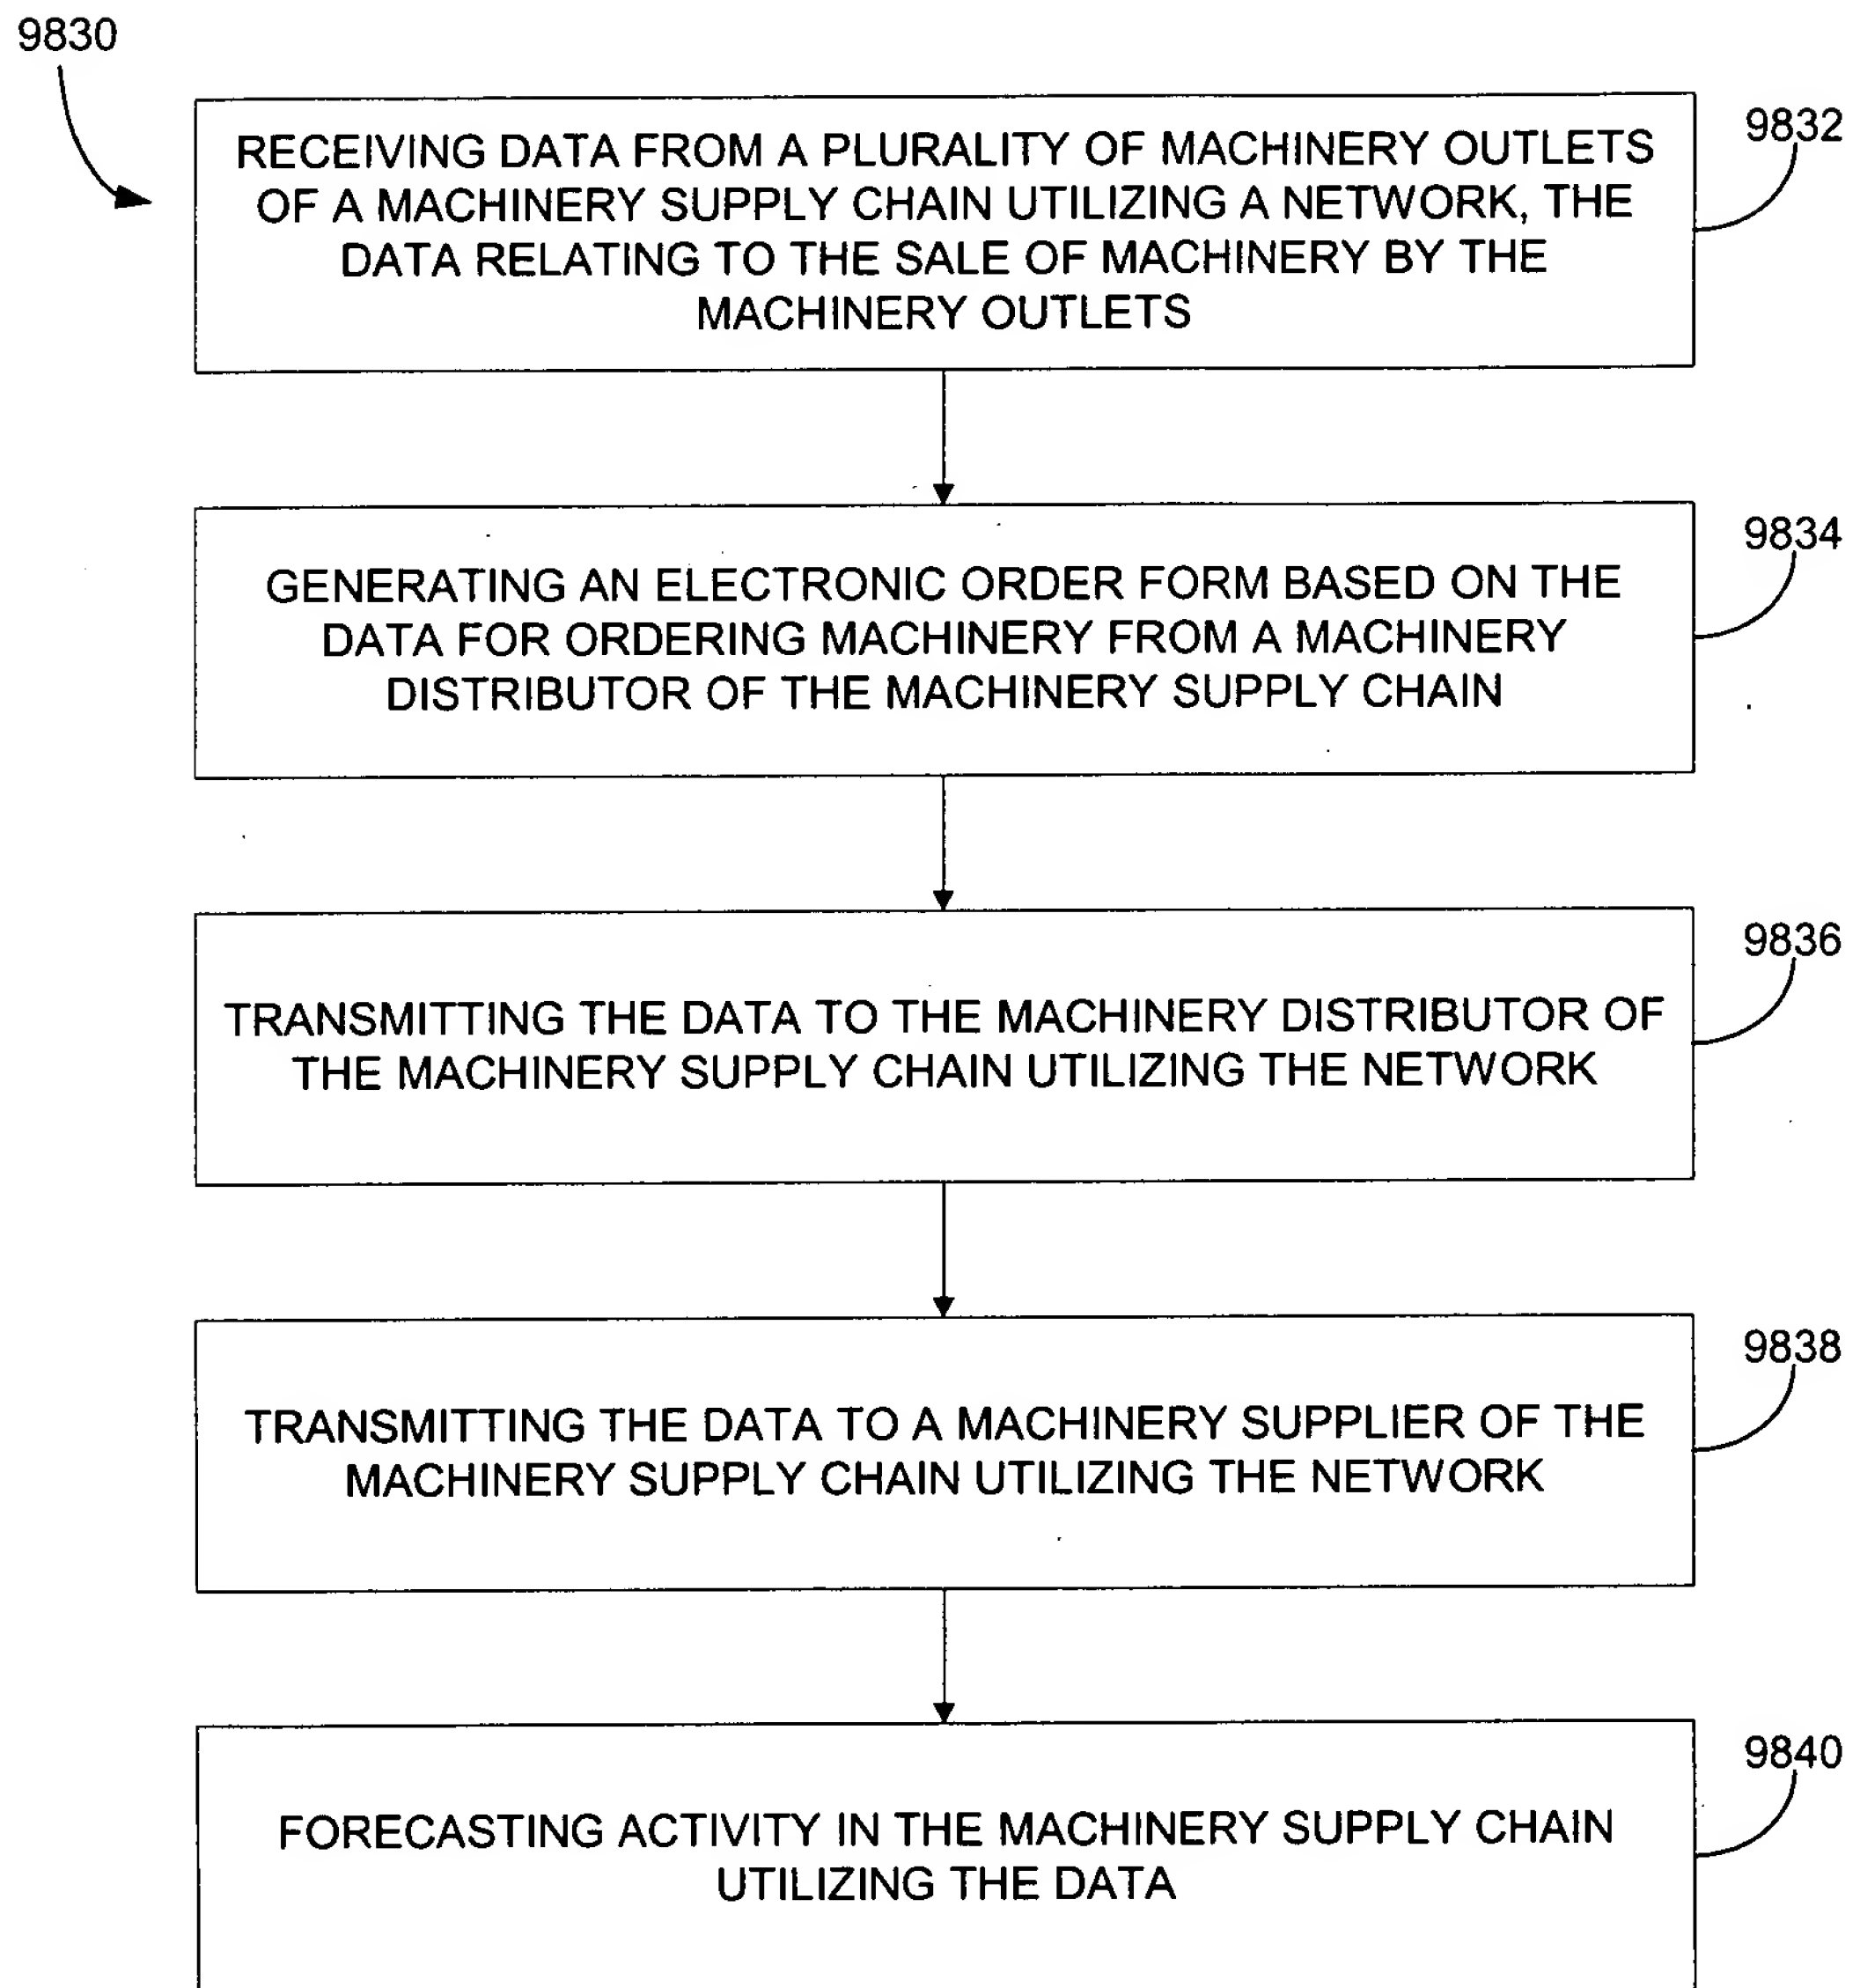 9830
RECEIVING DATA FROM A PLURALITY OF MACHINERY OUTLETS
OF A MACHINERY SUPPLY CHAIN UTILIZING A NETWORK, THE
DATA RELATING TO THE SALE OF MACHINERY BY THE
MACHINERY OUTLETS
9832
GENERATING AN ELECTRONIC ORDER FORM BASED ON THE
DATA FOR ORDERING MACHINERY FROM A MACHINERY
DISTRIBUTOR OF THE MACHINERY SUPPLY CHAIN
9834
TRANSMITTING THE DATA TO THE MACHINERY DISTRIBUTOR OF
THE MACHINERY SUPPLY CHAIN UTILIZING THE NETWORK
9836
TRANSMITTING THE DATA TO A MACHINERY SUPPLIER OF THE
MACHINERY SUPPLY CHAIN UTILIZING THE NETWORK
9838
FORECASTING ACTIVITY IN THE MACHINERY SUPPLY CHAIN
UTILIZING THE DATA
9840